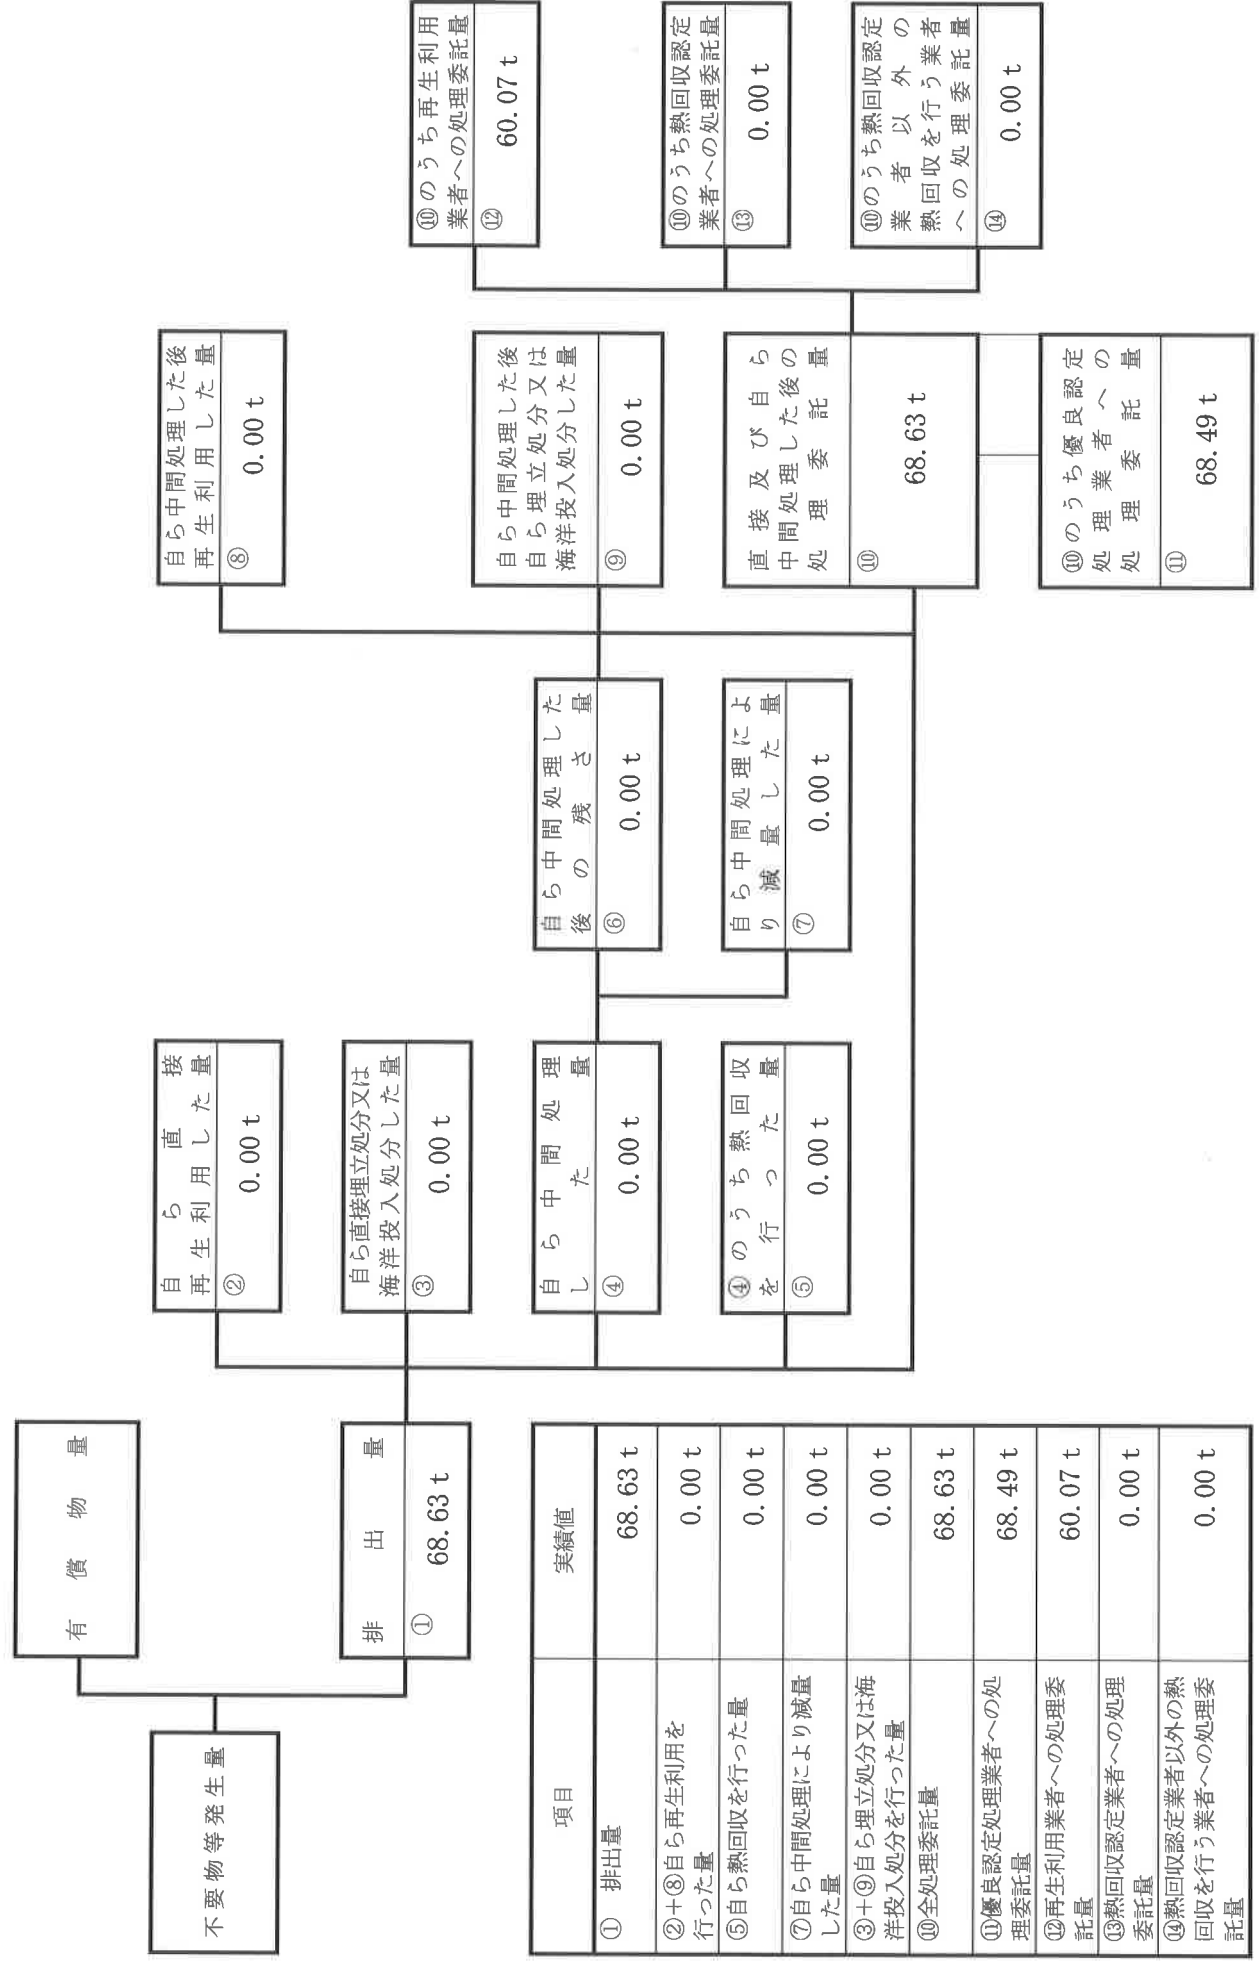 不要物等発生量
有償物量
排出量
① 68.63 t
自ら直接
再生利用した量
② 0.00 t
自ら直接埋立処分又は
海洋投入処分した量
③ 0.00 t
自ら中間処理
した量
④ 0.00 t
④のうち熱回収
を行った量
⑤ 0.00 t
自ら中間処理した
後の残さ量
⑥ 0.00 t
自ら中間処理によ
り減量した量
⑦ 0.00 t
自ら中間処理した後
再生利用した量
⑧ 0.00 t
自ら中間処理した後
自ら埋立処分又は
海洋投入処分した量
⑨ 0.00 t
直接及び自ら
中間処理した後の
処理委託量
⑩ 68.63 t
⑩のうち優良認定
処理業者への
処理委託量
⑪ 68.49 t
⑩のうち再生利用
業者への処理委託量
⑫ 60.07 t
⑩のうち熱回収認定
業者への処理委託量
⑬ 0.00 t
⑩のうち熱回収認定
業者以外の
熱回収を行う業者
への処理委託量
⑭ 0.00 t
項目 実績値
① 排出量 68.63 t
②+⑧自ら再生利用を
行った量 0.00 t
⑤自ら熱回収を行った量 0.00 t
⑦自ら中間処理により減量
した量 0.00 t
③+⑨自ら埋立処分又は海
洋投入処分を行った量 0.00 t
⑩全処理委託量 68.63 t
⑪優良認定処理業者への処
理委託量 68.49 t
⑫再生利用業者への処理委
託量 60.07 t
⑬熱回収認定業者への処理
委託量 0.00 t
⑭熱回収認定業者以外の熱
回収を行う業者への処理委
託量 0.00 t